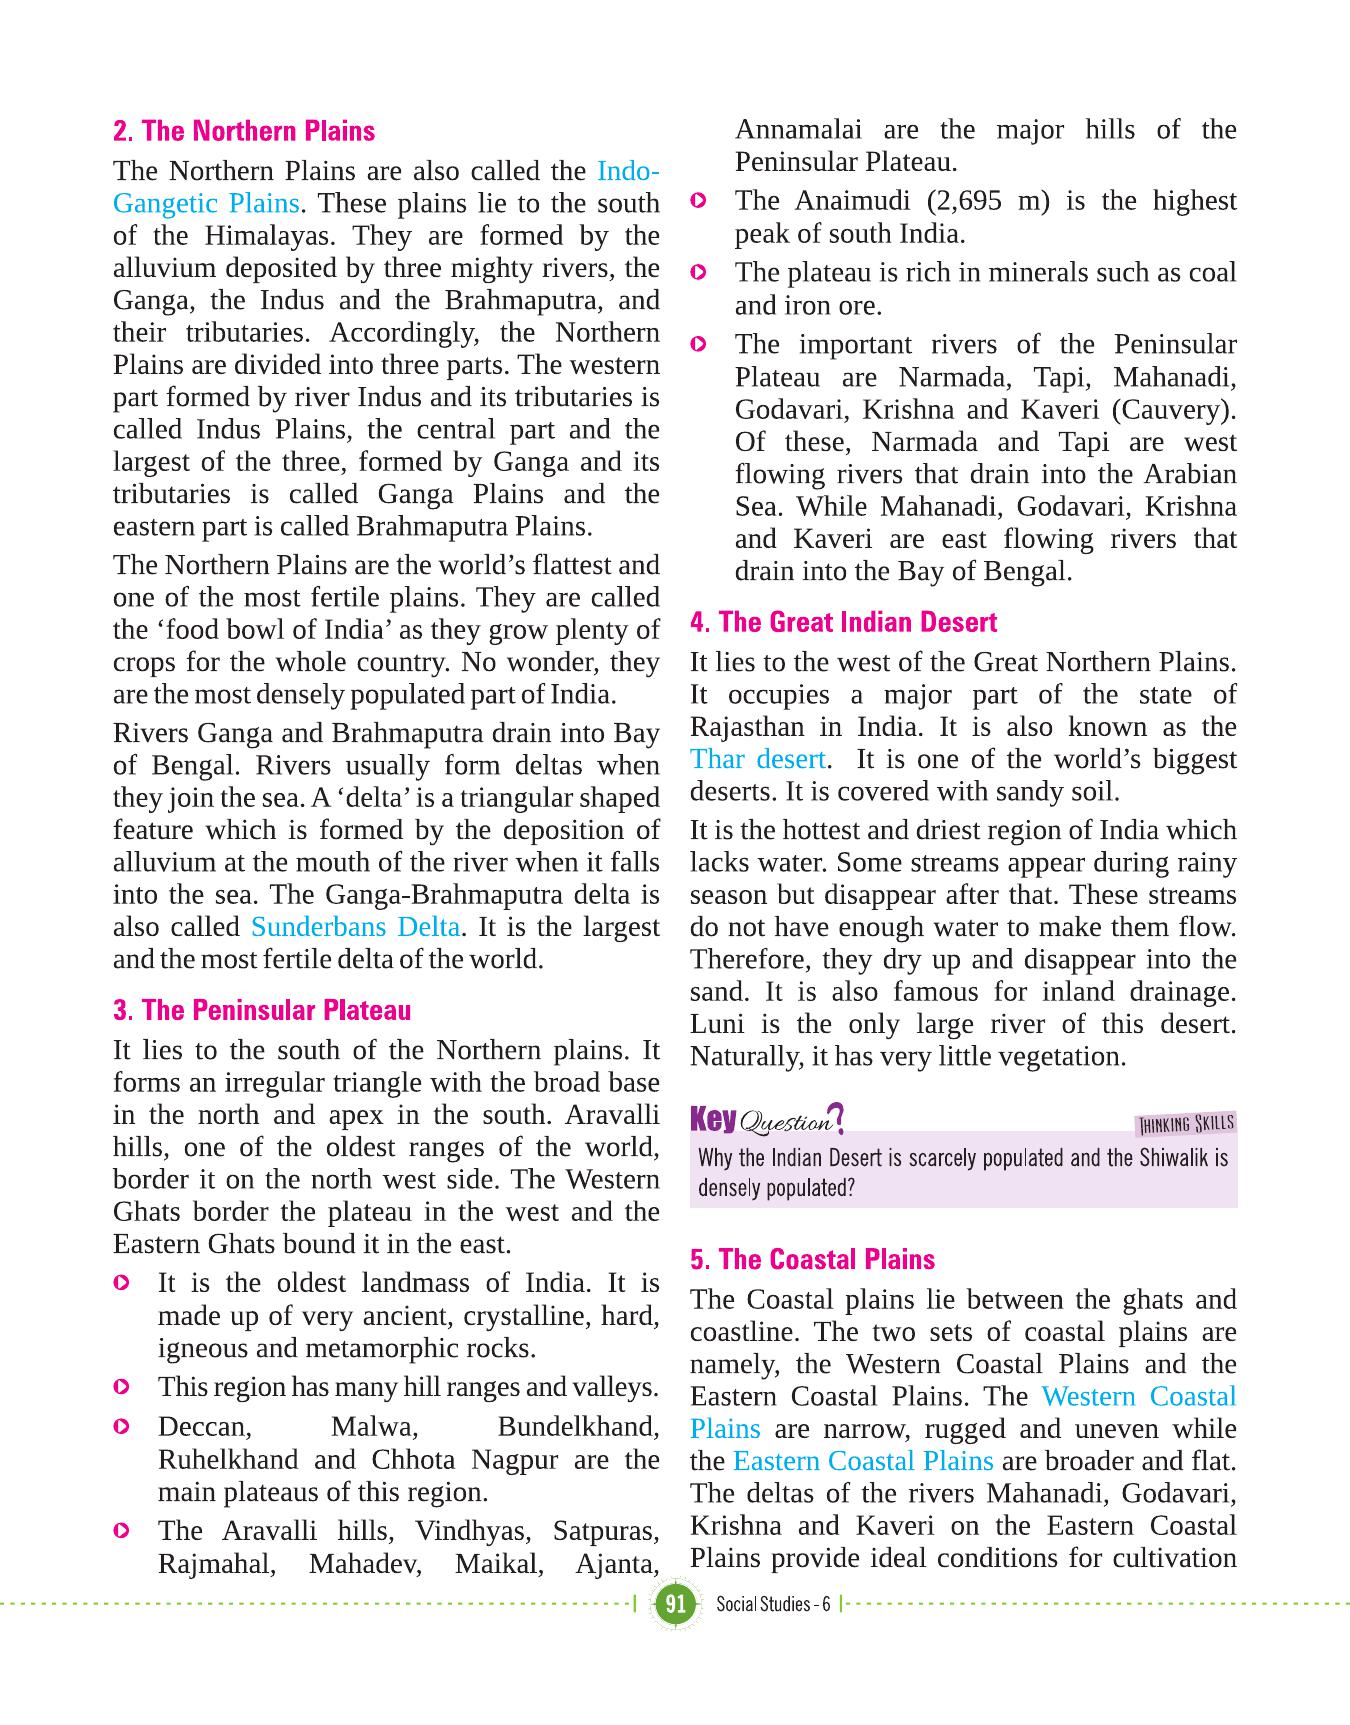 2. The Northern Plains
The Northern Plains are also called the Indo-
Gangetic Plains. These plains lie to the south
of the Himalayas. They are formed by the
alluvium deposited by three mighty rivers, the
Ganga, the Indus and the Brahmaputra, and
their tributaries. Accordingly, the Northern
Plains are divided into three parts. The western
part formed by river Indus and its tributaries is
called Indus Plains, the central part and the
largest of the three, formed by Ganga and its
tributaries is called Ganga Plains and the
eastern part is called Brahmaputra Plains.
The Northern Plains are the world’s flattest and
one of the most fertile plains. They are called
the ‘food bowl of India’ as they grow plenty of
crops for the whole country. No wonder, they
are the most densely populated part of India.
Rivers Ganga and Brahmaputra drain into Bay
of Bengal. Rivers usually form deltas when
they join the sea. A ‘delta’ is a triangular shaped
feature which is formed by the deposition of
alluvium at the mouth of the river when it falls
into the sea. The Ganga-Brahmaputra delta is
also called Sunderbans Delta. It is the largest
and the most fertile delta of the world.
3. The Peninsular Plateau
It lies to the south of the Northern plains. It
forms an irregular triangle with the broad base
in the north and apex in the south. Aravalli
hills, one of the oldest ranges of the world,
border it on the north west side. The Western
Ghats border the plateau in the west and the
Eastern Ghats bound it in the east.
It is the oldest landmass of India. It is
made up of very ancient, crystalline, hard,
igneous and metamorphic rocks.
This region has many hill ranges and valleys.
Deccan, Malwa, Bundelkhand,
Ruhelkhand and Chhota Nagpur are the
main plateaus of this region.
The Aravalli hills, Vindhyas, Satpuras,
Rajmahal, Mahadev, Maikal, Ajanta,
Annamalai are the major hills of the
Peninsular Plateau.
The Anaimudi (2,695 m) is the highest
peak of south India.
The plateau is rich in minerals such as coal
and iron ore.
The important rivers of the Peninsular
Plateau are Narmada, Tapi, Mahanadi,
Godavari, Krishna and Kaveri (Cauvery).
Of these, Narmada and Tapi are west
flowing rivers that drain into the Arabian
Sea. While Mahanadi, Godavari, Krishna
and Kaveri are east flowing rivers that
drain into the Bay of Bengal.
4. The Great Indian Desert
It lies to the west of the Great Northern Plains.
It occupies a major part of the state of
Rajasthan in India. It is also known as the
Thar desert. It is one of the world’s biggest
deserts. It is covered with sandy soil.
It is the hottest and driest region of India which
lacks water. Some streams appear during rainy
season but disappear after that. These streams
do not have enough water to make them flow.
Therefore, they dry up and disappear into the
sand. It is also famous for inland drainage.
Luni is the only large river of this desert.
Naturally, it has very little vegetation.
Key Question?
THINKING SKILLS
Why the Indian Desert is scarcely populated and the Shiwalik is
densely populated?
5. The Coastal Plains
The Coastal plains lie between the ghats and
coastline. The two sets of coastal plains are
namely, the Western Coastal Plains and the
Eastern Coastal Plains. The Western Coastal
Plains are narrow, rugged and uneven while
the Eastern Coastal Plains are broader and flat.
The deltas of the rivers Mahanadi, Godavari,
Krishna and Kaveri on the Eastern Coastal
Plains provide ideal conditions for cultivation
91 Social Studies - 6